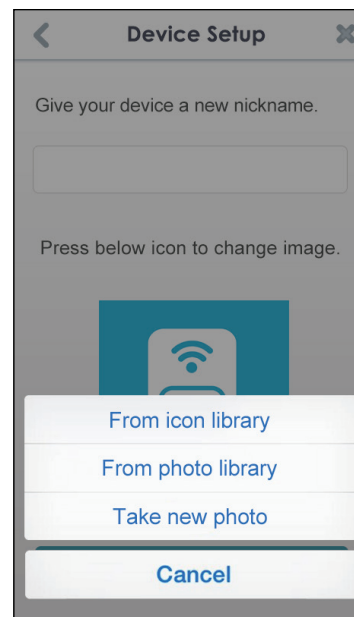 Device Setup
Give your device a new nickname.
Press below icon to change image.
From icon library
From photo library
Take new photo
Cancel